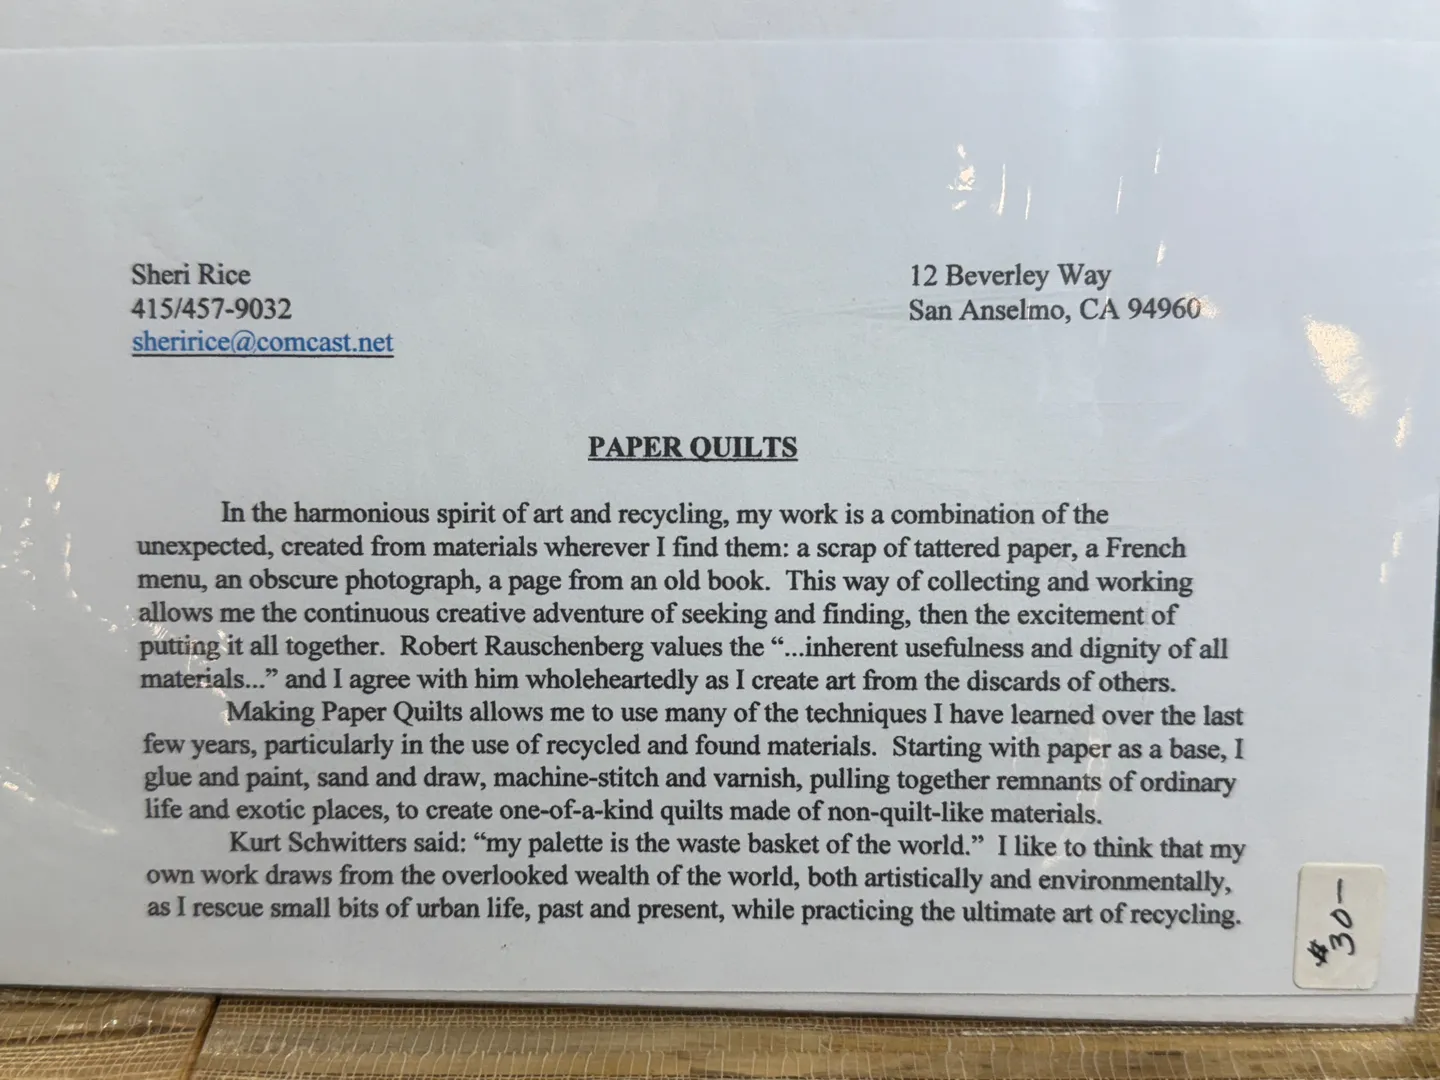 Sheri Rice
415/457-9032
sheririce@comcast.net
12 Beverley Way
San Anselmo, CA 94960
PAPER QUILTS
In the harmonious spirit of art and recycling, my work is a combination of the
unexpected, created from materials wherever I find them: a scrap of tattered paper, a French
menu, an obscure photograph, a page from an old book.  This way of collecting and working
allows me the continuous creative adventure of seeking and finding, then the excitement of
putting it all together.  Robert Rauschenberg values the “...inherent usefulness and dignity of all
materials...” and I agree with him wholeheartedly as I create art from the discards of others.
Making Paper Quilts allows me to use many of the techniques I have learned over the last
few years, particularly in the use of recycled and found materials.  Starting with paper as a base, I
glue and paint, sand and draw, machine-stitch and varnish, pulling together remnants of ordinary
life and exotic places, to create one-of-a-kind quilts made of non-quilt-like materials.
Kurt Schwitters said: “my palette is the waste basket of the world.”  I like to think that my
own work draws from the overlooked wealth of the world, both artistically and environmentally,
as I rescue small bits of urban life, past and present, while practicing the ultimate art of recycling.
$30—